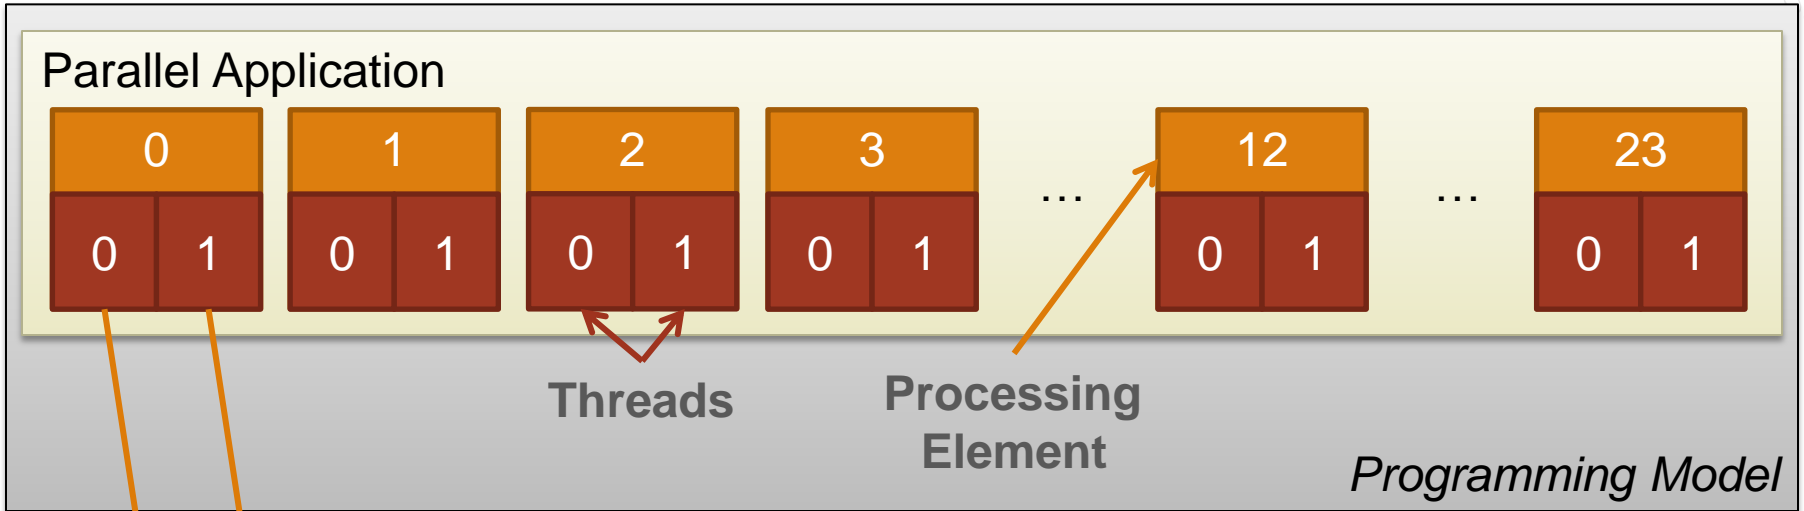 Parallel Application
0 1 2 3 12 23
... ...
0 1 0 1 0 1 0 1 0 1 0 1
Threads
Processing
Element
Programming Model